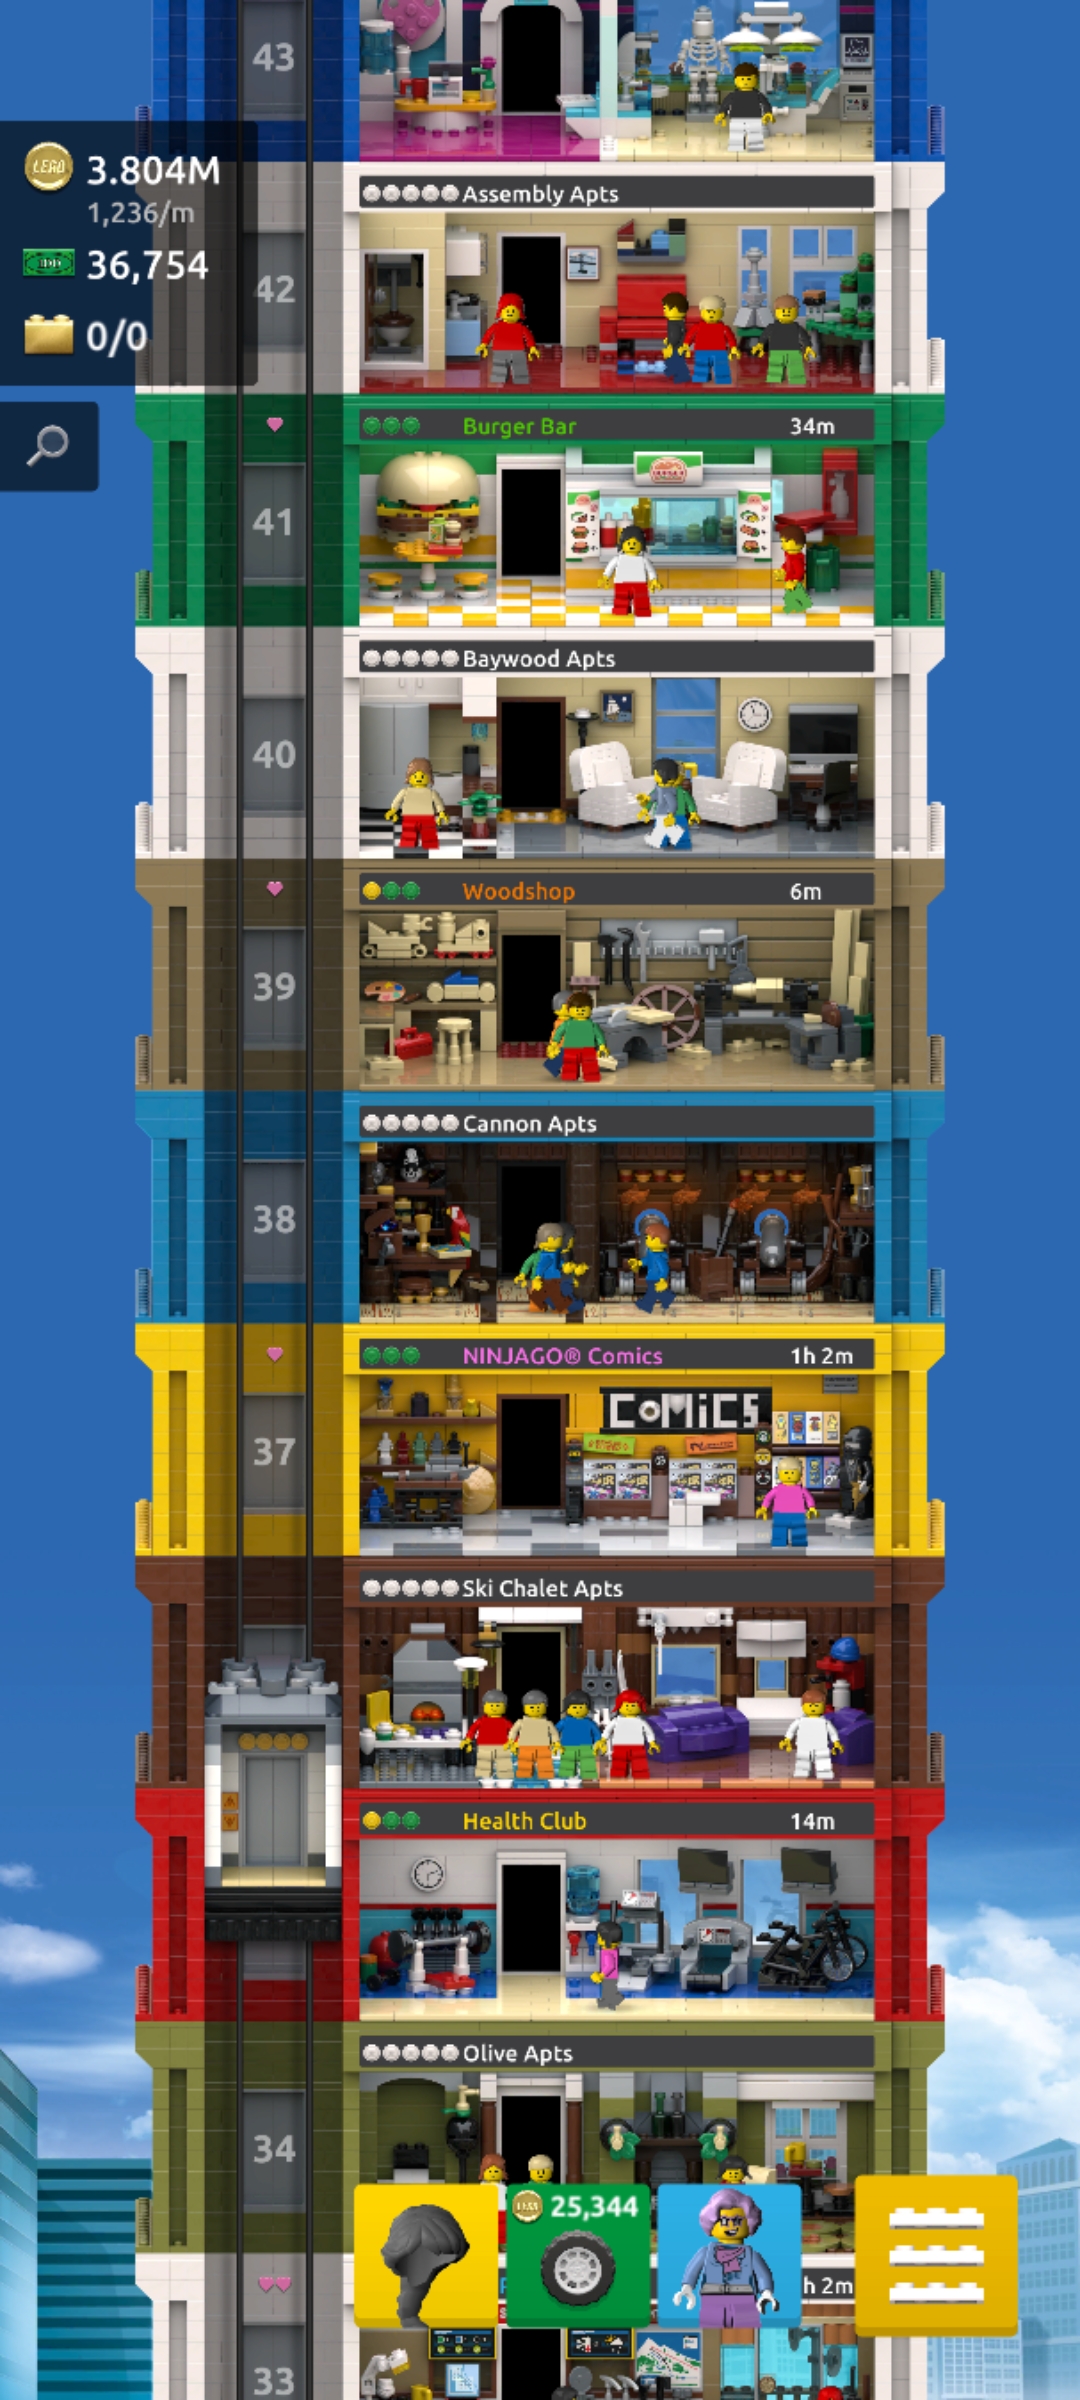 43
LEGO
3.804M
1,236/m
36,754
0/0
Assembly Apts
42
Burger Bar
34m
41
Baywood Apts
40
Woodshop
6m
39
Cannon Apts
38
NINJAGO® Comics
1h 2m
COMiCS
37
Ski Chalet Apts
Health Club
14m
Olive Apts
34
25,344
h 2m
33